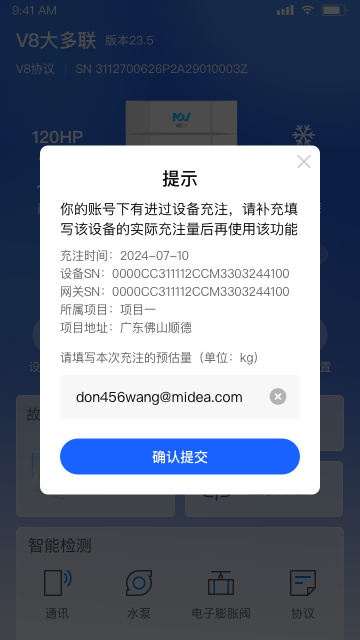 9:41 AM
V8大多联 版本23.5
V8协议 SN 3112700626P2A29010003Z
120HP
提示
你的账号下有进过设备充注，请补充填
写该设备的实际充注量后再使用该功能
充注时间：2024-07-10
设备SN：0000CC311112CCM3303244100
网关SN：0000CC311112CCM3303244100
所属项目：项目一
项目地址：广东佛山顺德
请填写本次充注的预估量（单位：kg）
don456wang@midea.com
确认提交
智能检测
通讯 水泵 电子膨胀阀 协议